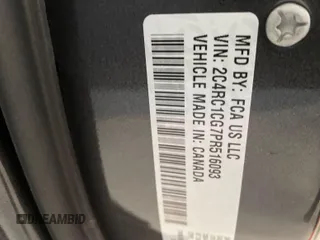 MFD BY: FCA US LLC
VIN: 2C4RC1CG7PR516093
VEHICLE MADE IN: CANADA
DREAMBID